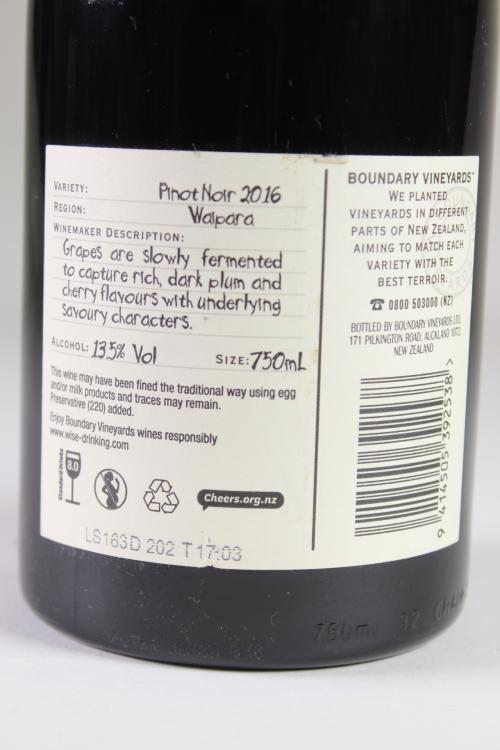 VARIETY: Pinot Noir 2016
REGION: Waipara
WINEMAKER DESCRIPTION:
Grapes are slowly fermented
to capture rich, dark plum and
cherry flavours with underlying
savoury characters.
ALCOHOL: 13.5% Vol SIZE: 750mL
This wine may have been fined the traditional way using egg
and/or milk products and traces may remain.
Preservative (220) added.
Enjoy Boundary Vineyards wines responsibly
www.wise-drinking.com
Standard Drinks
8.0
Cheers.org.nz
LS163D 202 T17:03
BOUNDARY VINEYARDS
WE PLANTED
VINEYARDS IN DIFFERENT
PARTS OF NEW ZEALAND,
AIMING TO MATCH EACH
VARIETY WITH THE
BEST TERROIR.
☎ 0800 503000 (NZ)
BOTTLED BY BOUNDARY VINEYARDS LTD.
171 PILKINGTON ROAD, AUCKLAND 1072,
NEW ZEALAND
9 414505 392538 >
750ml 12